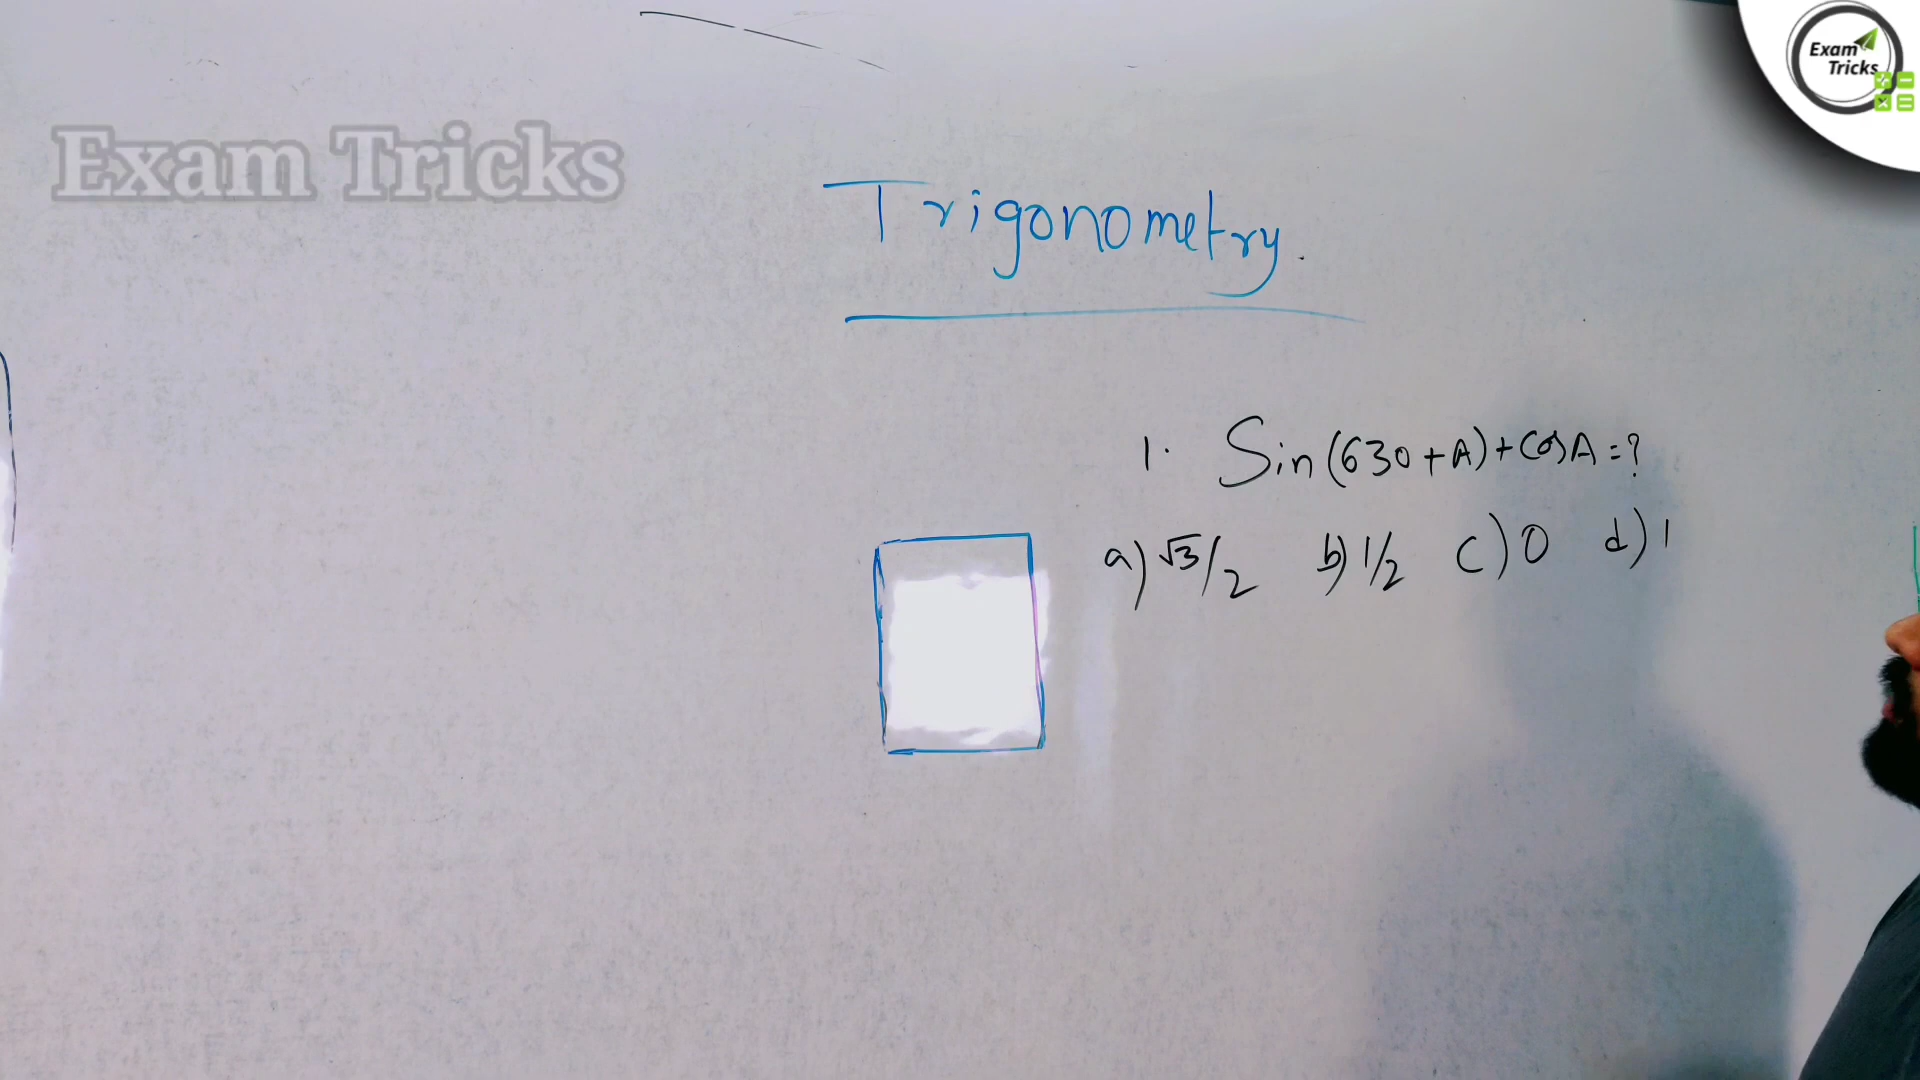 Exam
Tricks
Exam Tricks
Trigonometry.
1. Sin(630+A)+CosA=?
a) √3/2 b) 1/2 c) 0 d) 1